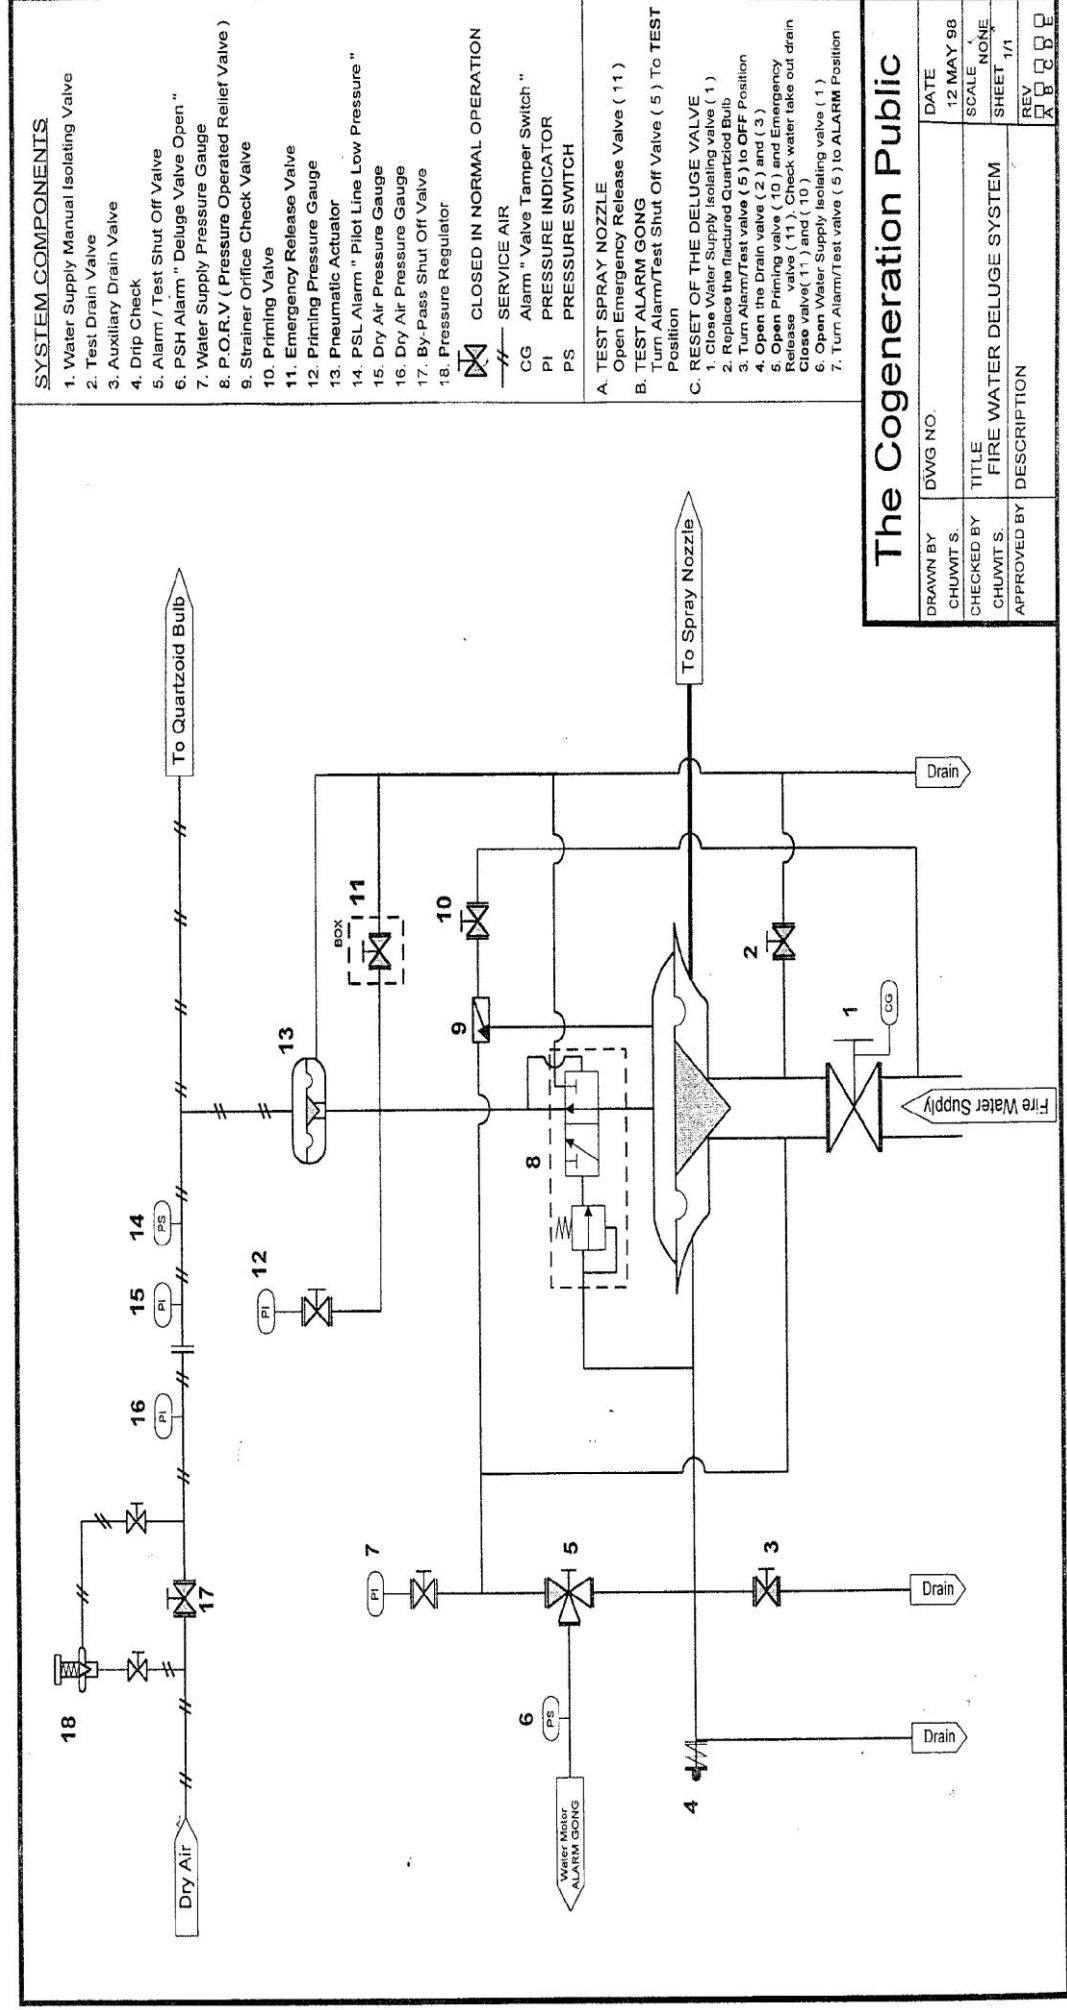 SYSTEM COMPONENTS
1. Water Supply Manual Isolating Valve
2. Test Drain Valve
3. Auxiliary Drain Valve
4. Drip Check
5. Alarm / Test Shut Off Valve
6. PSH Alarm " Deluge Valve Open "
7. Water Supply Pressure Gauge
8. P.O.R.V ( Pressure Operated Relief Valve )
9. Strainer Orifice Check Valve
10. Priming Valve
11. Emergency Release Valve
12. Priming Pressure Gauge
13. Pneumatic Actuator
14. PSL Alarm " Pilot Line Low Pressure "
15. Dry Air Pressure Gauge
16. Dry Air Pressure Gauge
17. By-Pass Shut Off Valve
18. Pressure Regulator
CLOSED IN NORMAL OPERATION
SERVICE AIR
CG Alarm " Valve Tamper Switch "
PI PRESSURE INDICATOR
PS PRESSURE SWITCH
A. TEST SPRAY NOZZLE
Open Emergency Release Valve ( 11 )
B. TEST ALARM GONG
Turn Alarm/Test Shut Off Valve ( 5 ) To TEST
Position
C. RESET OF THE DELUGE VALVE
1. Close Water Supply Isolating valve ( 1 )
2. Replace the flactured Quartziod Bulb
3. Turn Alarm/Test valve ( 5 ) to OFF Position
4. Open the Drain valve ( 2 ) and ( 3 )
5. Open Priming valve ( 10 ) and Emergency
Release valve ( 11 ). Check water take out drain
Close valve( 11 ) and ( 10 )
6. Open Water Supply Isolating valve ( 1 )
7. Turn Alarm/Test valve ( 5 ) to ALARM Position
The Cogeneration Public
DRAWN BY
CHUWIT S.
DWG NO.
DATE
12 MAY 98
CHECKED BY
CHUWIT S.
TITLE
FIRE WATER DELUGE SYSTEM
SCALE
NONE
SHEET 1/1
APPROVED BY
DESCRIPTION
REV
A B C D E
Dry Air
18
17
16
PI
15
PI
14
PS
To Quartzoid Bulb
13
12
PI
BOX
11
10
9
8
7
PI
6
PS
5
Water Motor
ALARM GONG
4
3
Drain
Drain
To Spray Nozzle
2
1
CG
Fire Water Supply
Drain